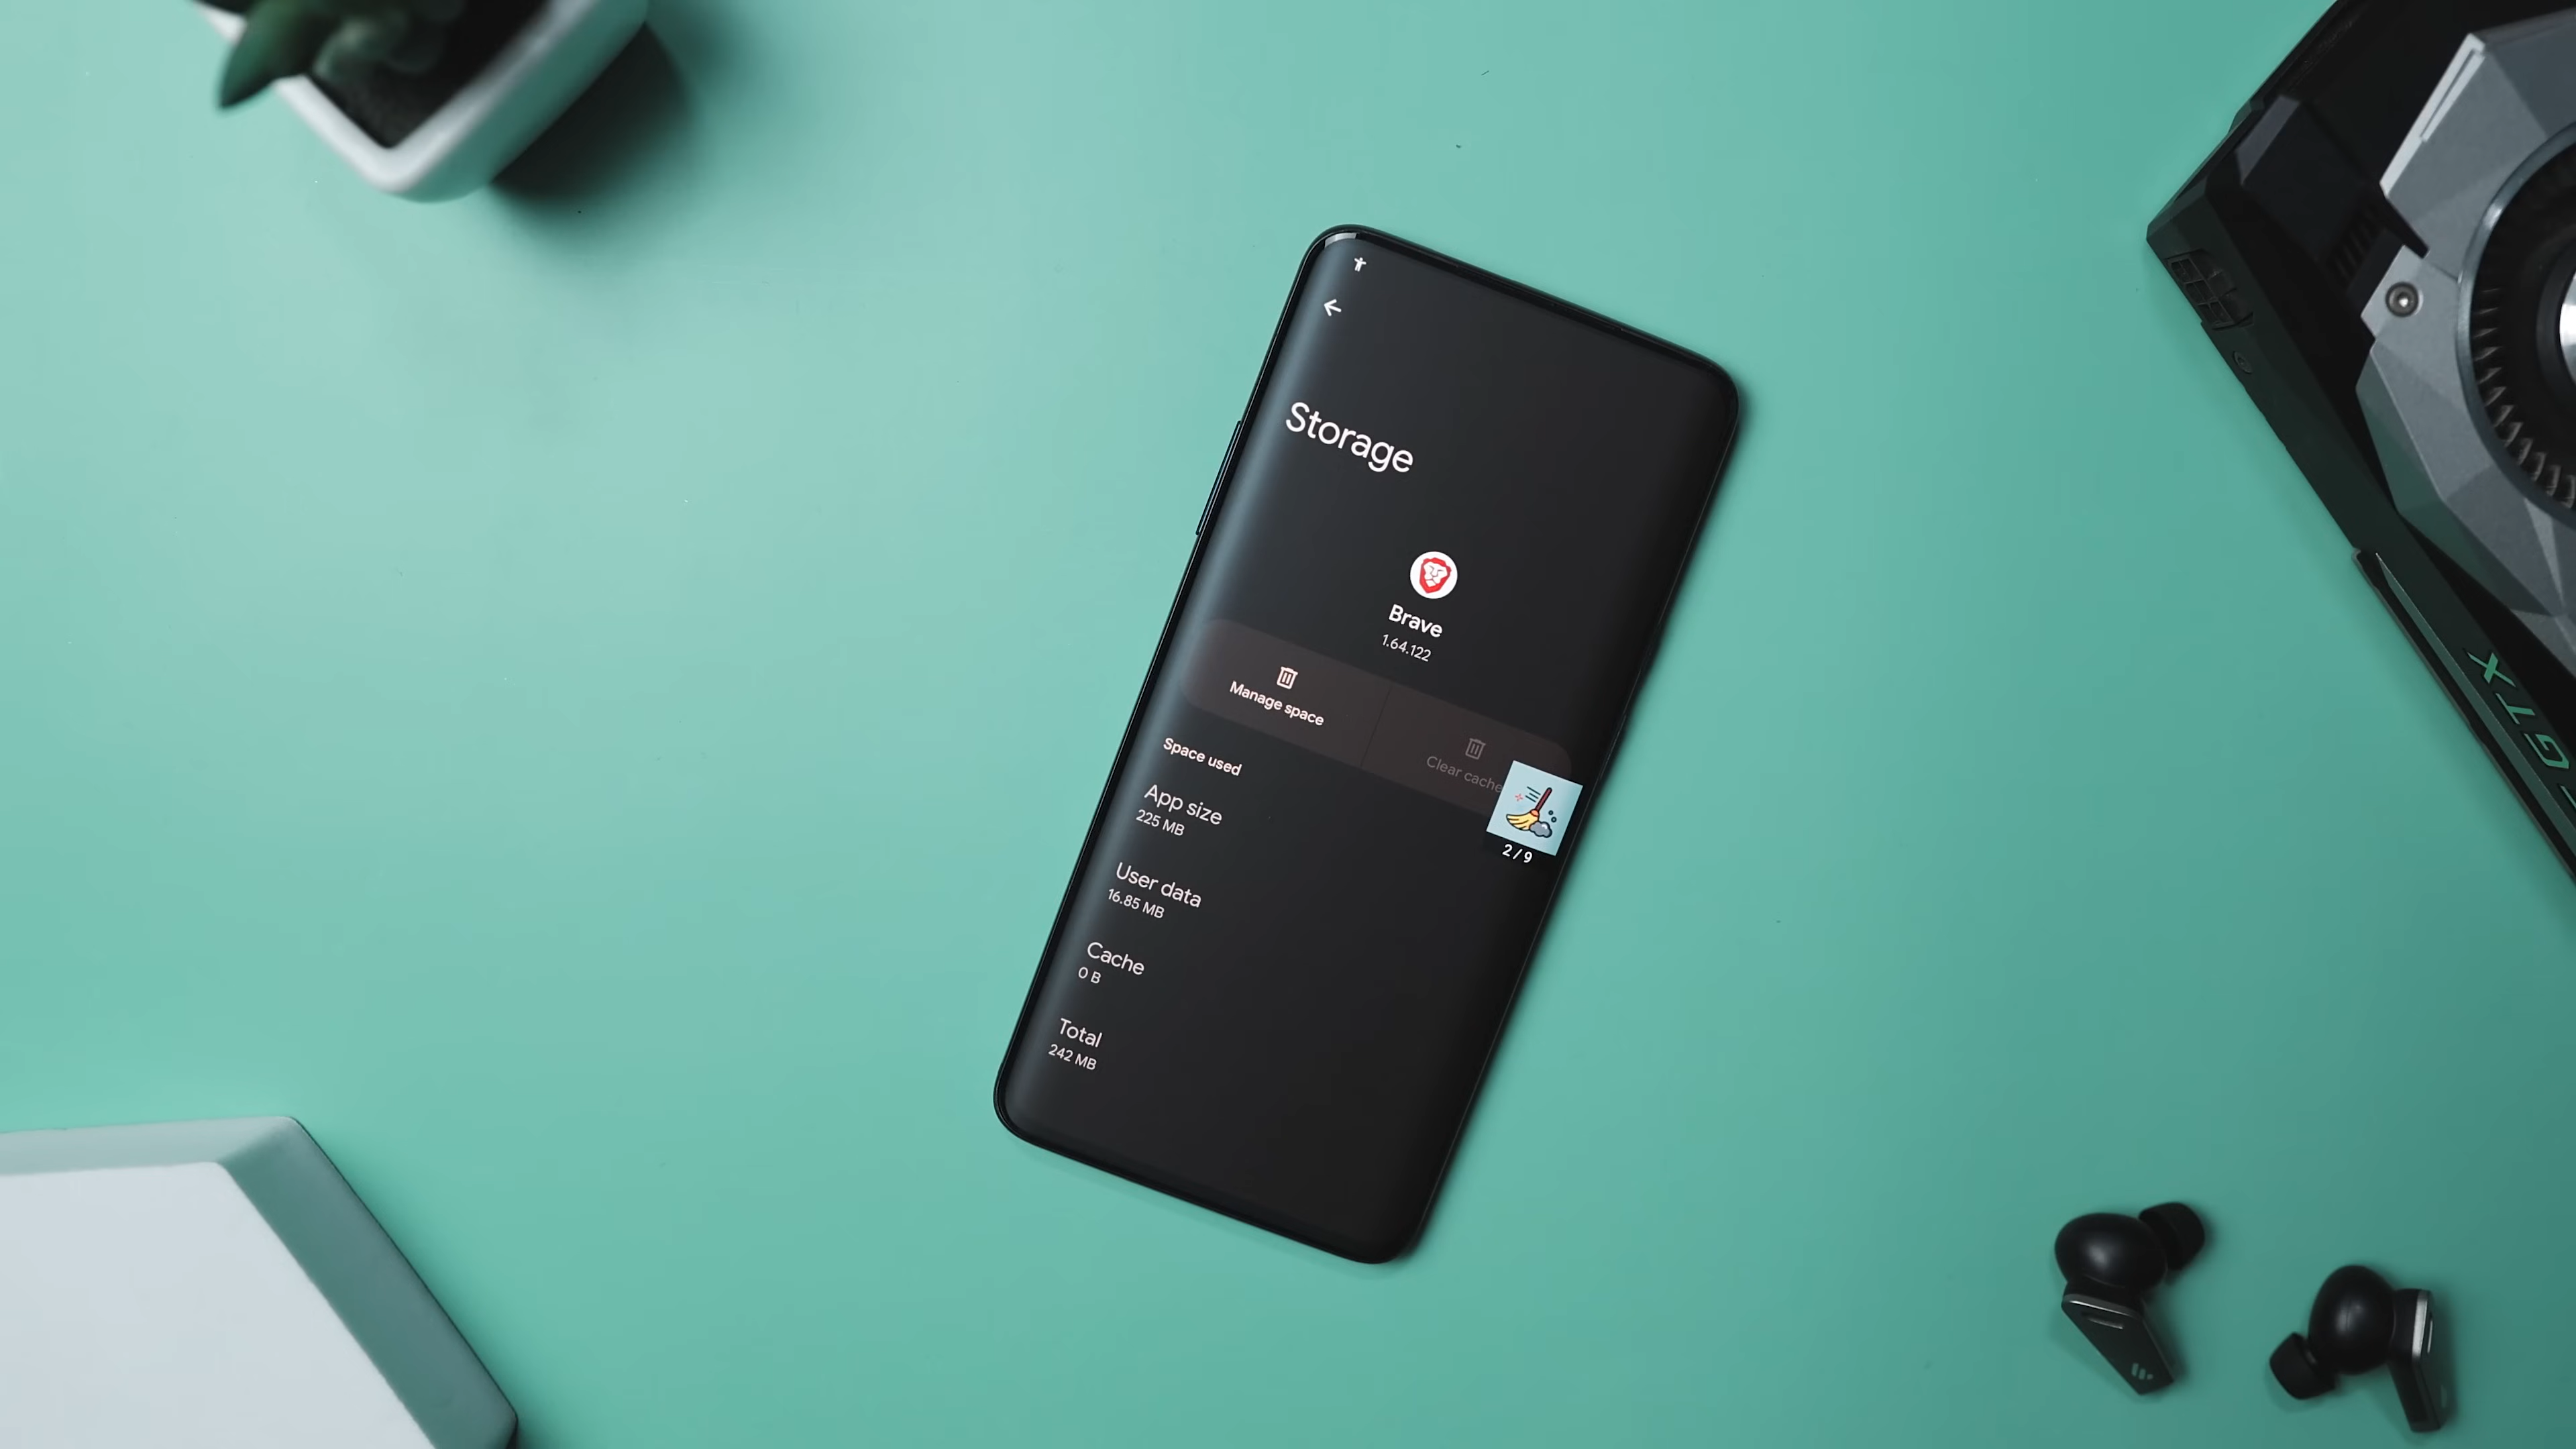 Storage
Brave
1.64.122
Manage space
Clear cache
2/9
Space used
App size
225 MB
User data
16.85 MB
Cache
0 B
Total
242 MB
GTX